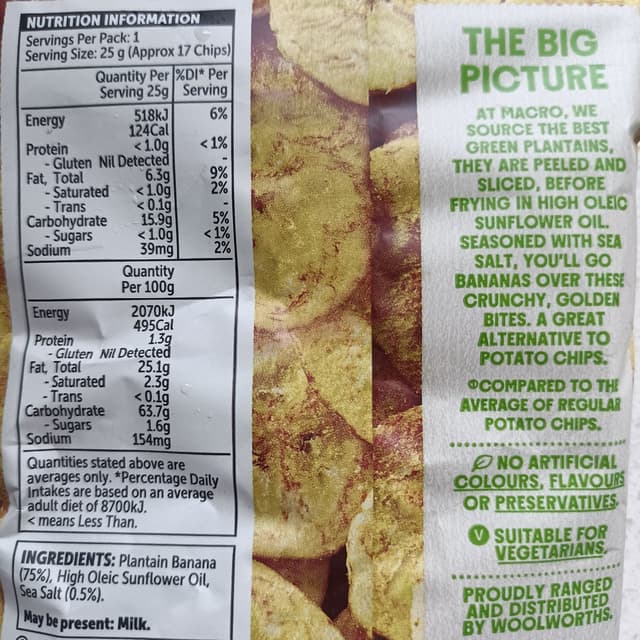 NUTRITION INFORMATION
Servings Per Pack: 1
Serving Size: 25 g (Approx 17 Chips)
Quantity Per %DI* Per
Serving 25g Serving
Energy 518kJ 6%
124Cal
Protein <1.0g <1%
- Gluten Nil Detected -
Fat, Total 6.3g 9%
- Saturated <1.0g 2%
- Trans <0.1g -
Carbohydrate 15.9g 5%
- Sugars <1.0g <1%
Sodium 39mg 2%
Quantity
Per 100g
Energy 2070kJ
495Cal
Protein 1.3g
- Gluten Nil Detected
Fat, Total 25.1g
- Saturated 2.3g
- Trans <0.1g
Carbohydrate 63.7g
- Sugars 1.6g
Sodium 154mg
Quantities stated above are
averages only. *Percentage Daily
Intakes are based on an average
adult diet of 8700kJ.
< means Less Than.
INGREDIENTS: Plantain Banana
(75%), High Oleic Sunflower Oil,
Sea Salt (0.5%).
May be present: Milk.
THE BIG
PICTURE
AT MACRO, WE
SOURCE THE BEST
GREEN PLANTAINS,
THEY ARE PEELED AND
SLICED, BEFORE
FRYING IN HIGH OLEIC
SUNFLOWER OIL.
SEASONED WITH SEA
SALT, YOU'LL GO
BANANAS OVER THESE
CRUNCHY, GOLDEN
BITES. A GREAT
ALTERNATIVE TO
POTATO CHIPS.
COMPARED TO THE
AVERAGE OF REGULAR
POTATO CHIPS.
NO ARTIFICIAL
COLOURS, FLAVOURS
OR PRESERVATIVES.
V SUITABLE FOR
VEGETARIANS.
PROUDLY RANGED
AND DISTRIBUTED
BY WOOLWORTHS.